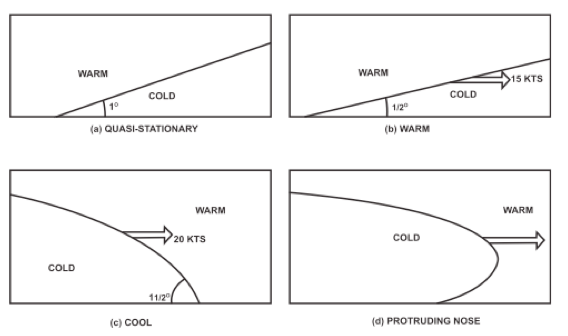 WARM
COLD
1°
(a) QUASI-STATIONARY
WARM
15 KTS
COLD
1/2°
(b) WARM
WARM
20 KTS
COLD
11/2°
(c) COOL
WARM
COLD
(d) PROTRUDING NOSE